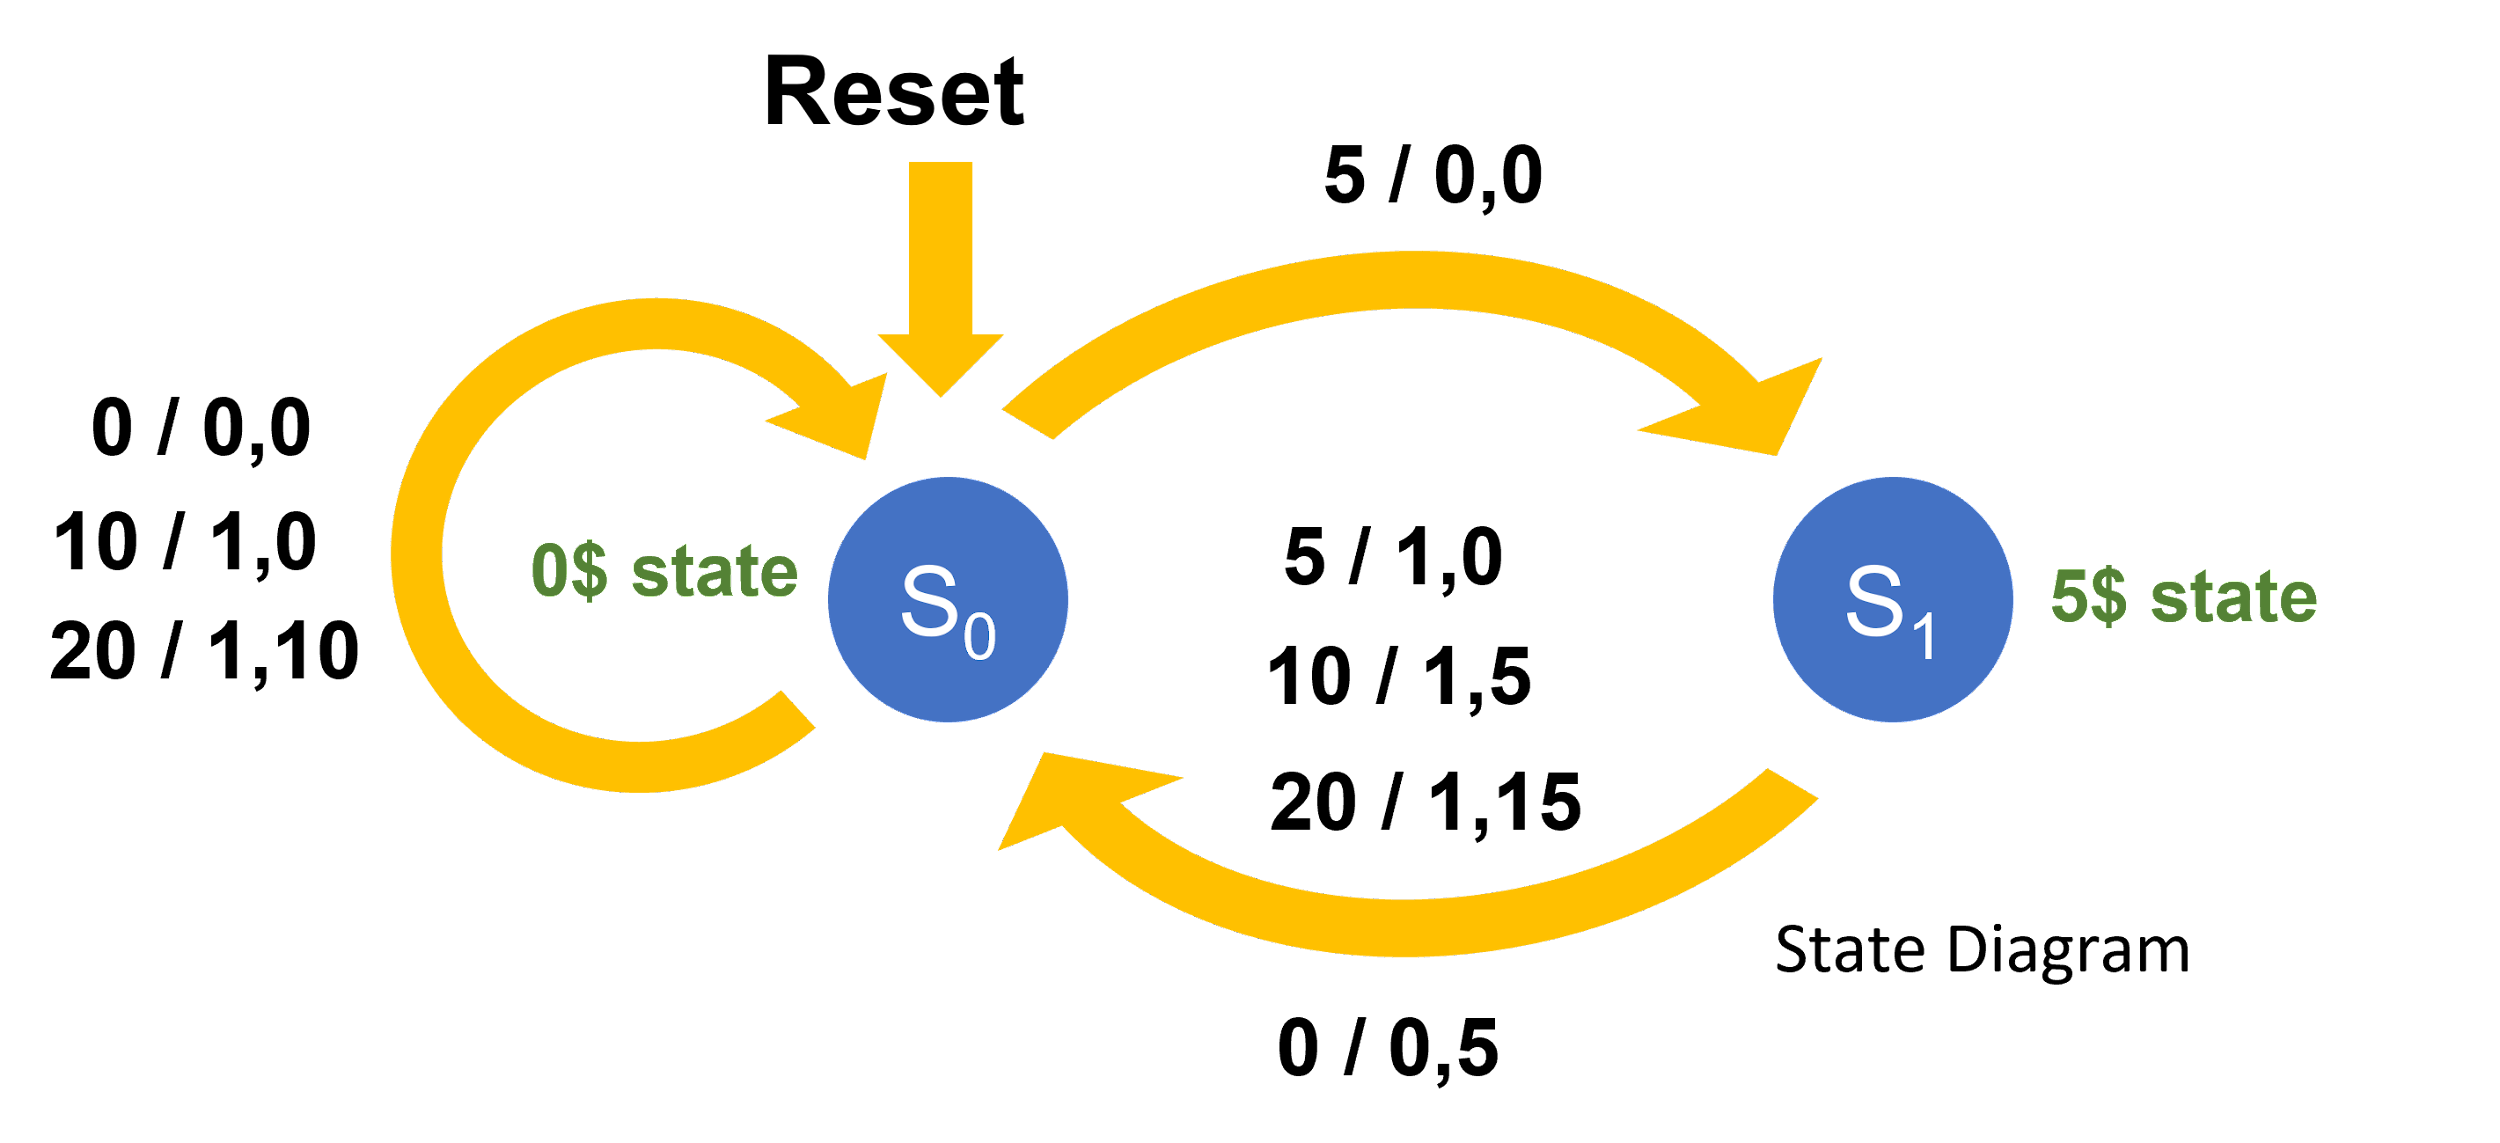 Reset
5 / 0,0
0 / 0,0
10 / 1,0
20 / 1,10
0$ state
S0
5 / 1,0
10 / 1,5
20 / 1,15
S1
5$ state
State Diagram
0 / 0,5